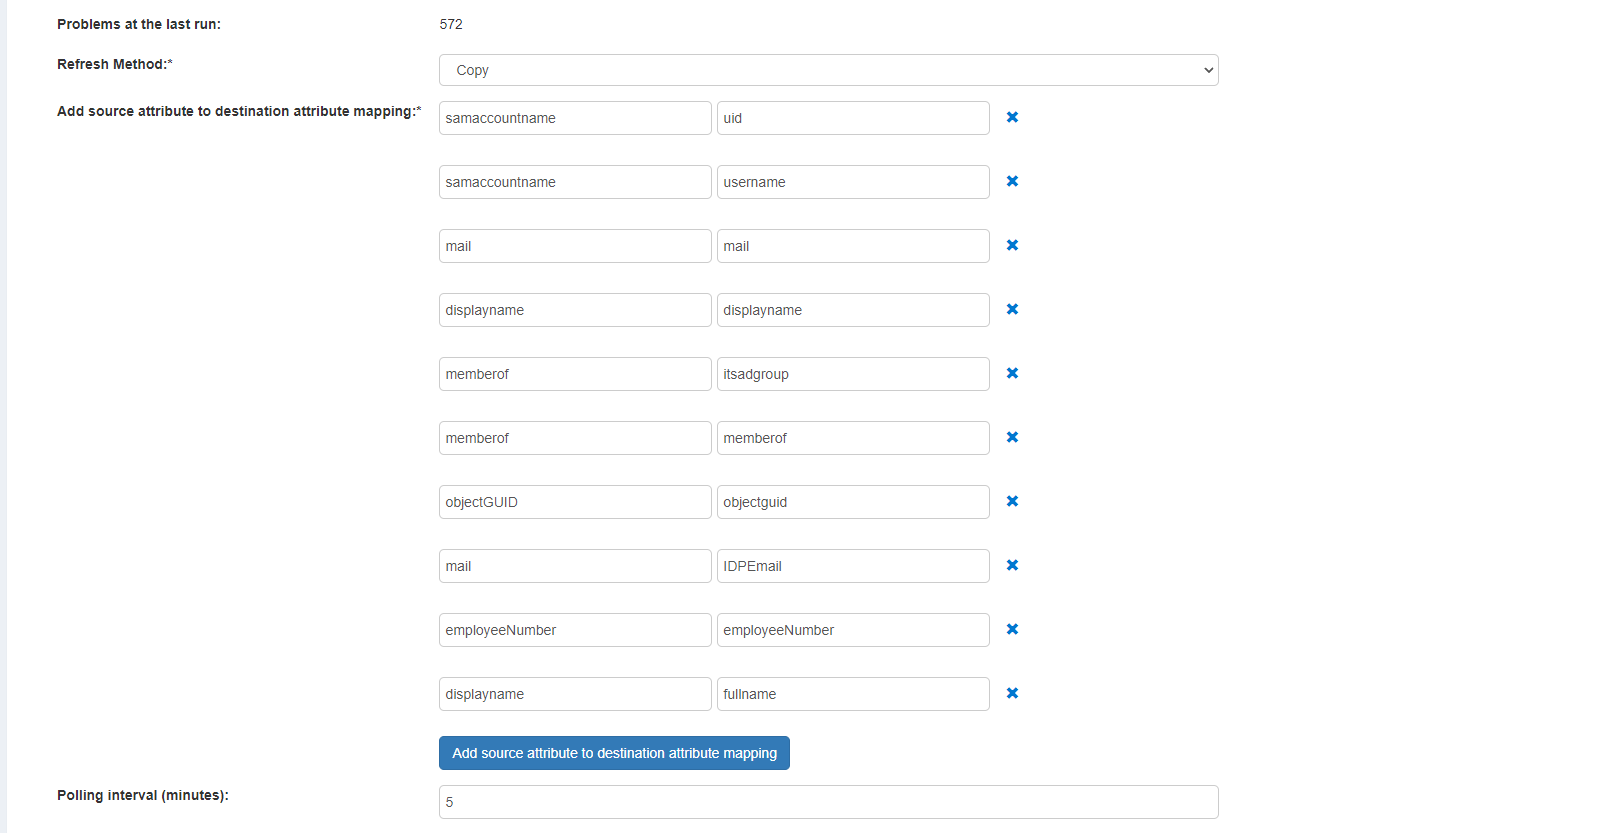 Problems at the last run: 572
Refresh Method:* Copy
Add source attribute to destination attribute mapping:* samaccountname uid
samaccountname username
mail mail
displayname displayname
memberof itsadgroup
memberof memberof
objectGUID objectguid
mail IDPEmail
employeeNumber employeeNumber
displayname fullname
Add source attribute to destination attribute mapping
Polling interval (minutes): 5